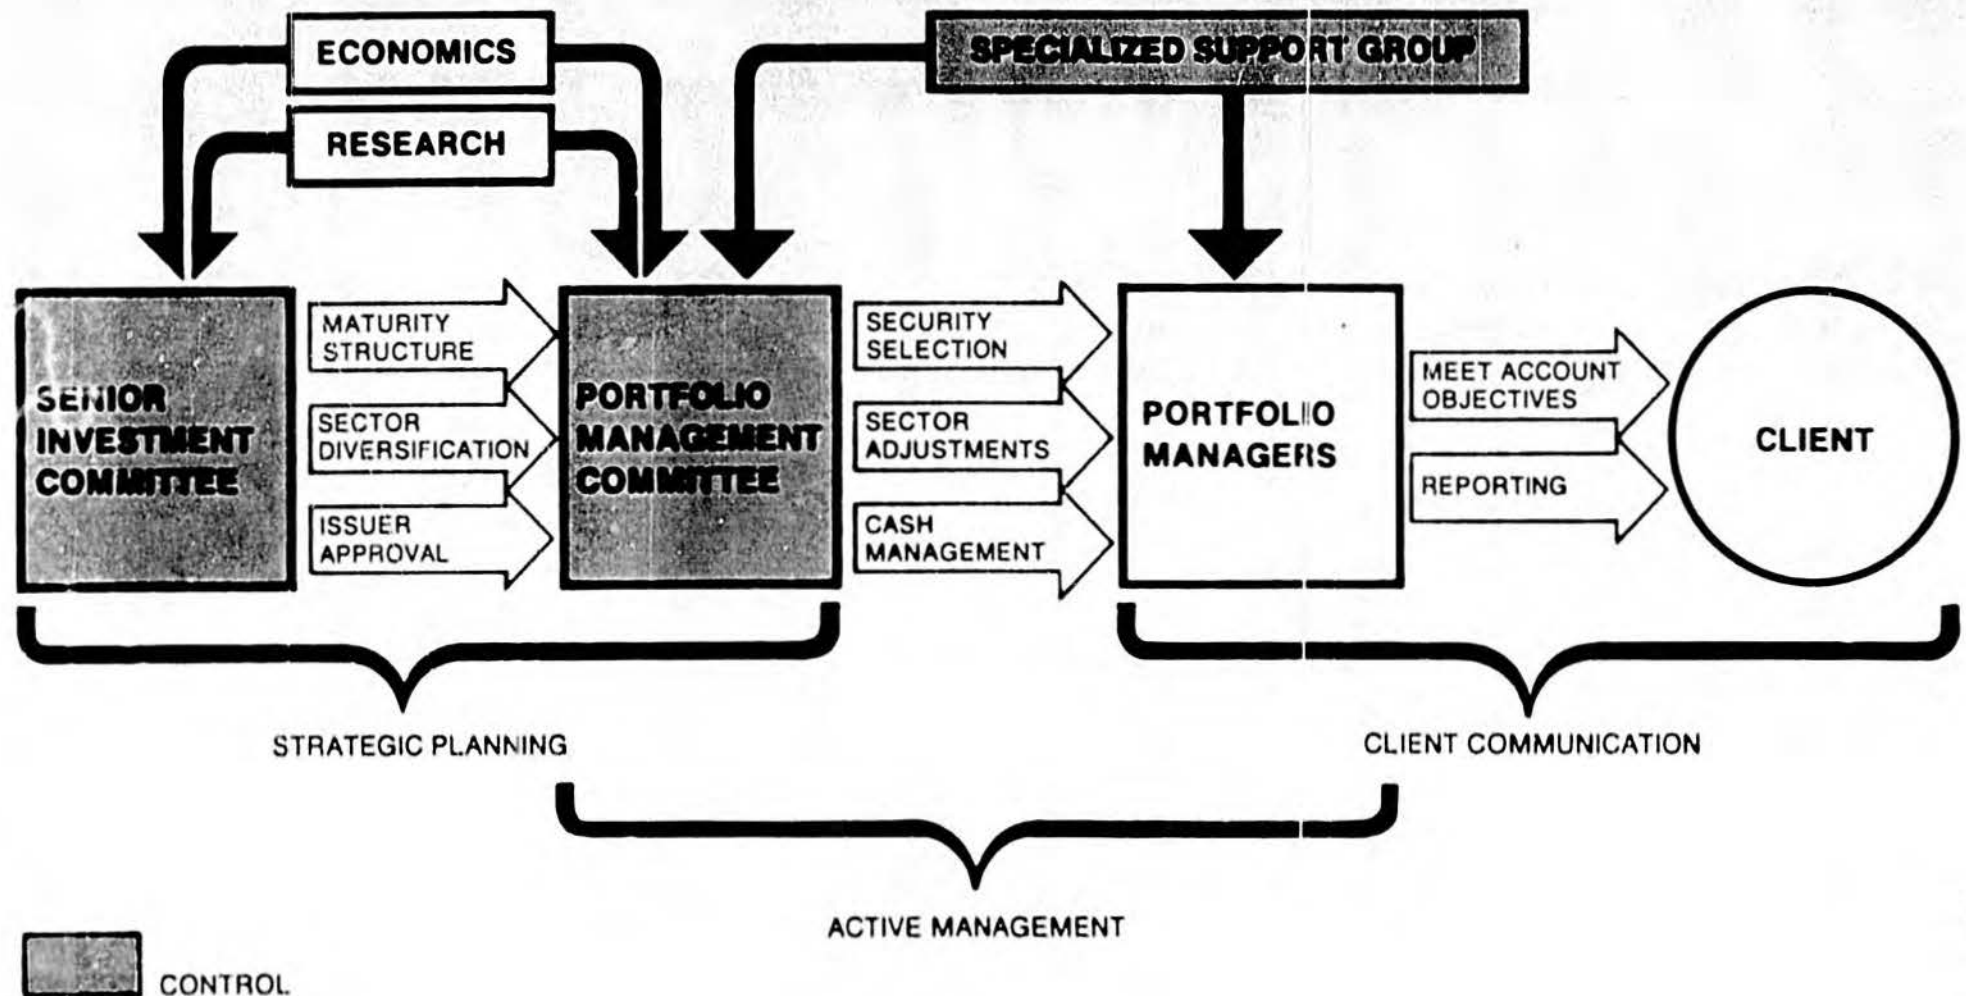 ECONOMICS
RESEARCH
SPECIALIZED SUPPORT GROUP
SENIOR
INVESTMENT
COMMITTEE
MATURITY
STRUCTURE
SECTOR
DIVERSIFICATION
ISSUER
APPROVAL
PORTFOLIO
MANAGEMENT
COMMITTEE
SECURITY
SELECTION
SECTOR
ADJUSTMENTS
CASH
MANAGEMENT
PORTFOLIO
MANAGERS
MEET ACCOUNT
OBJECTIVES
REPORTING
CLIENT
STRATEGIC PLANNING
CLIENT COMMUNICATION
ACTIVE MANAGEMENT
CONTROL